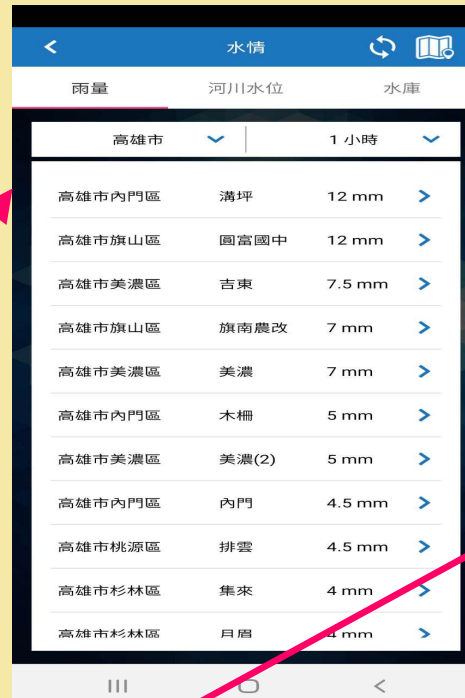 水情
雨量 河川水位 水庫
高雄市 1 小時
高雄市內門區 溝坪 12 mm
高雄市旗山區 圓富國中 12 mm
高雄市美濃區 吉東 7.5 mm
高雄市旗山區 旗南農改 7 mm
高雄市美濃區 美濃 7 mm
高雄市內門區 木柵 5 mm
高雄市美濃區 美濃(2) 5 mm
高雄市內門區 內門 4.5 mm
高雄市桃源區 排雲 4.5 mm
高雄市杉林區 集來 4 mm
高雄市杉林區 月眉 4 mm